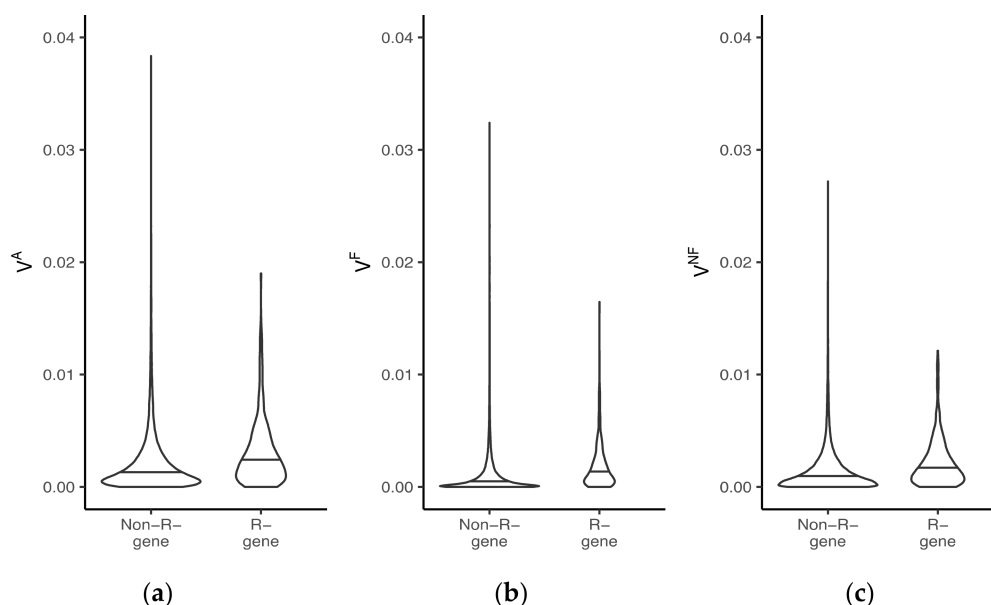 0.04
0.03
0.02
0.01
0.00
V^A
Non–R–
gene
R–
gene
(a)
0.04
0.03
0.02
0.01
0.00
V^F
Non–R–
gene
R–
gene
(b)
0.04
0.03
0.02
0.01
0.00
V^NF
Non–R–
gene
R–
gene
(c)